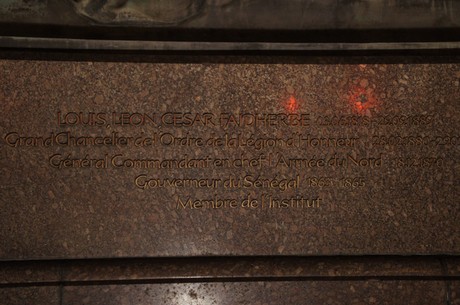 LOUIS, LEON CESAR FAIDHERBE
Grand Chancelier de l'Ordre de la Légion d'Honneur
Général Commandant en chef l'Armée du Nord
Gouverneur du Sénégal
Membre de l'Institut